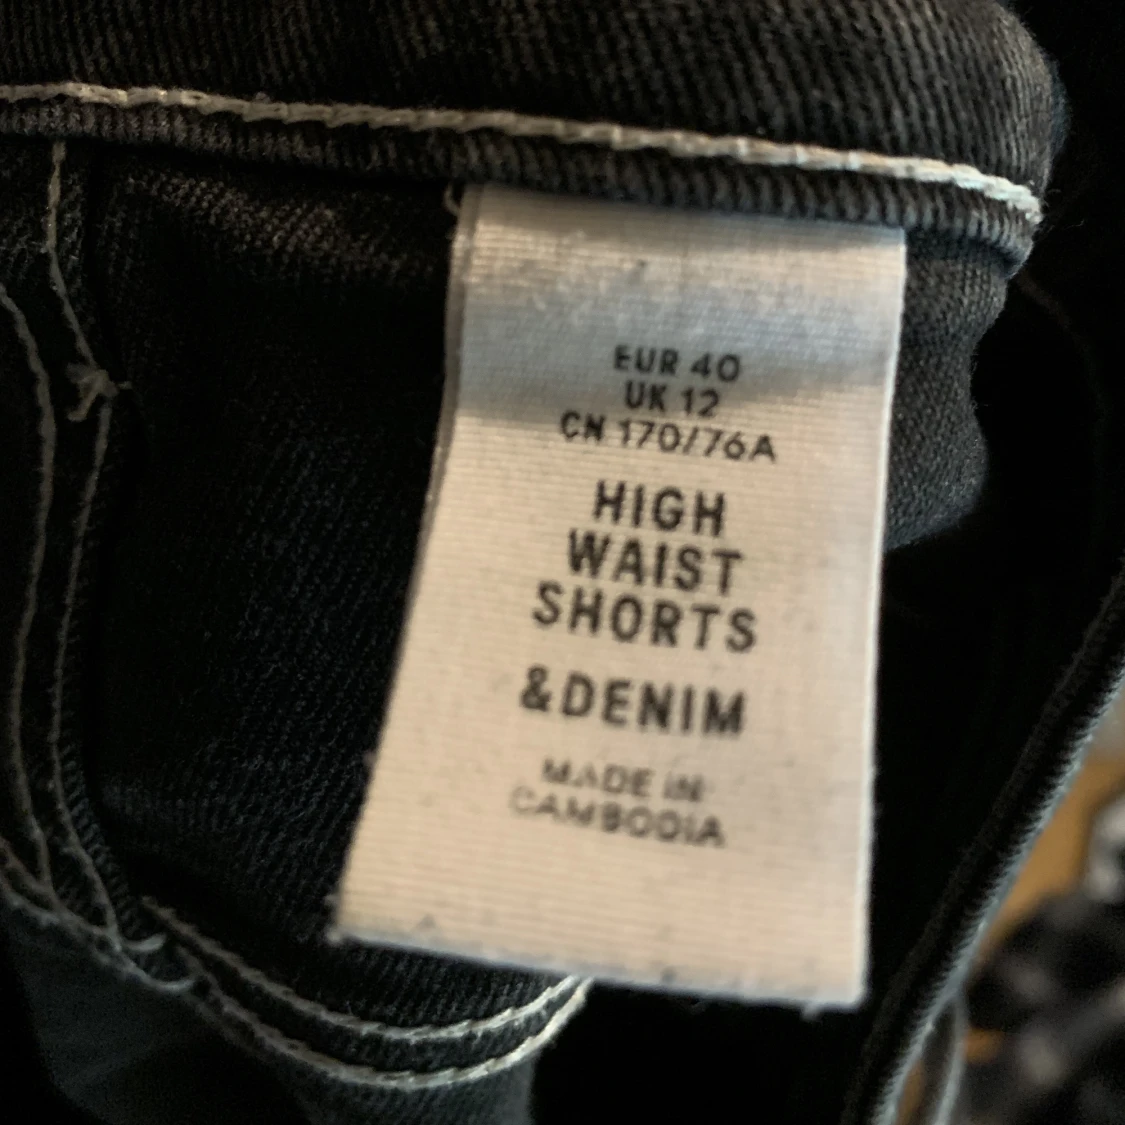 EUR 40
UK 12
CN 170/76A
HIGH
WAIST
SHORTS
&DENIM
MADE IN
CAMBODIA